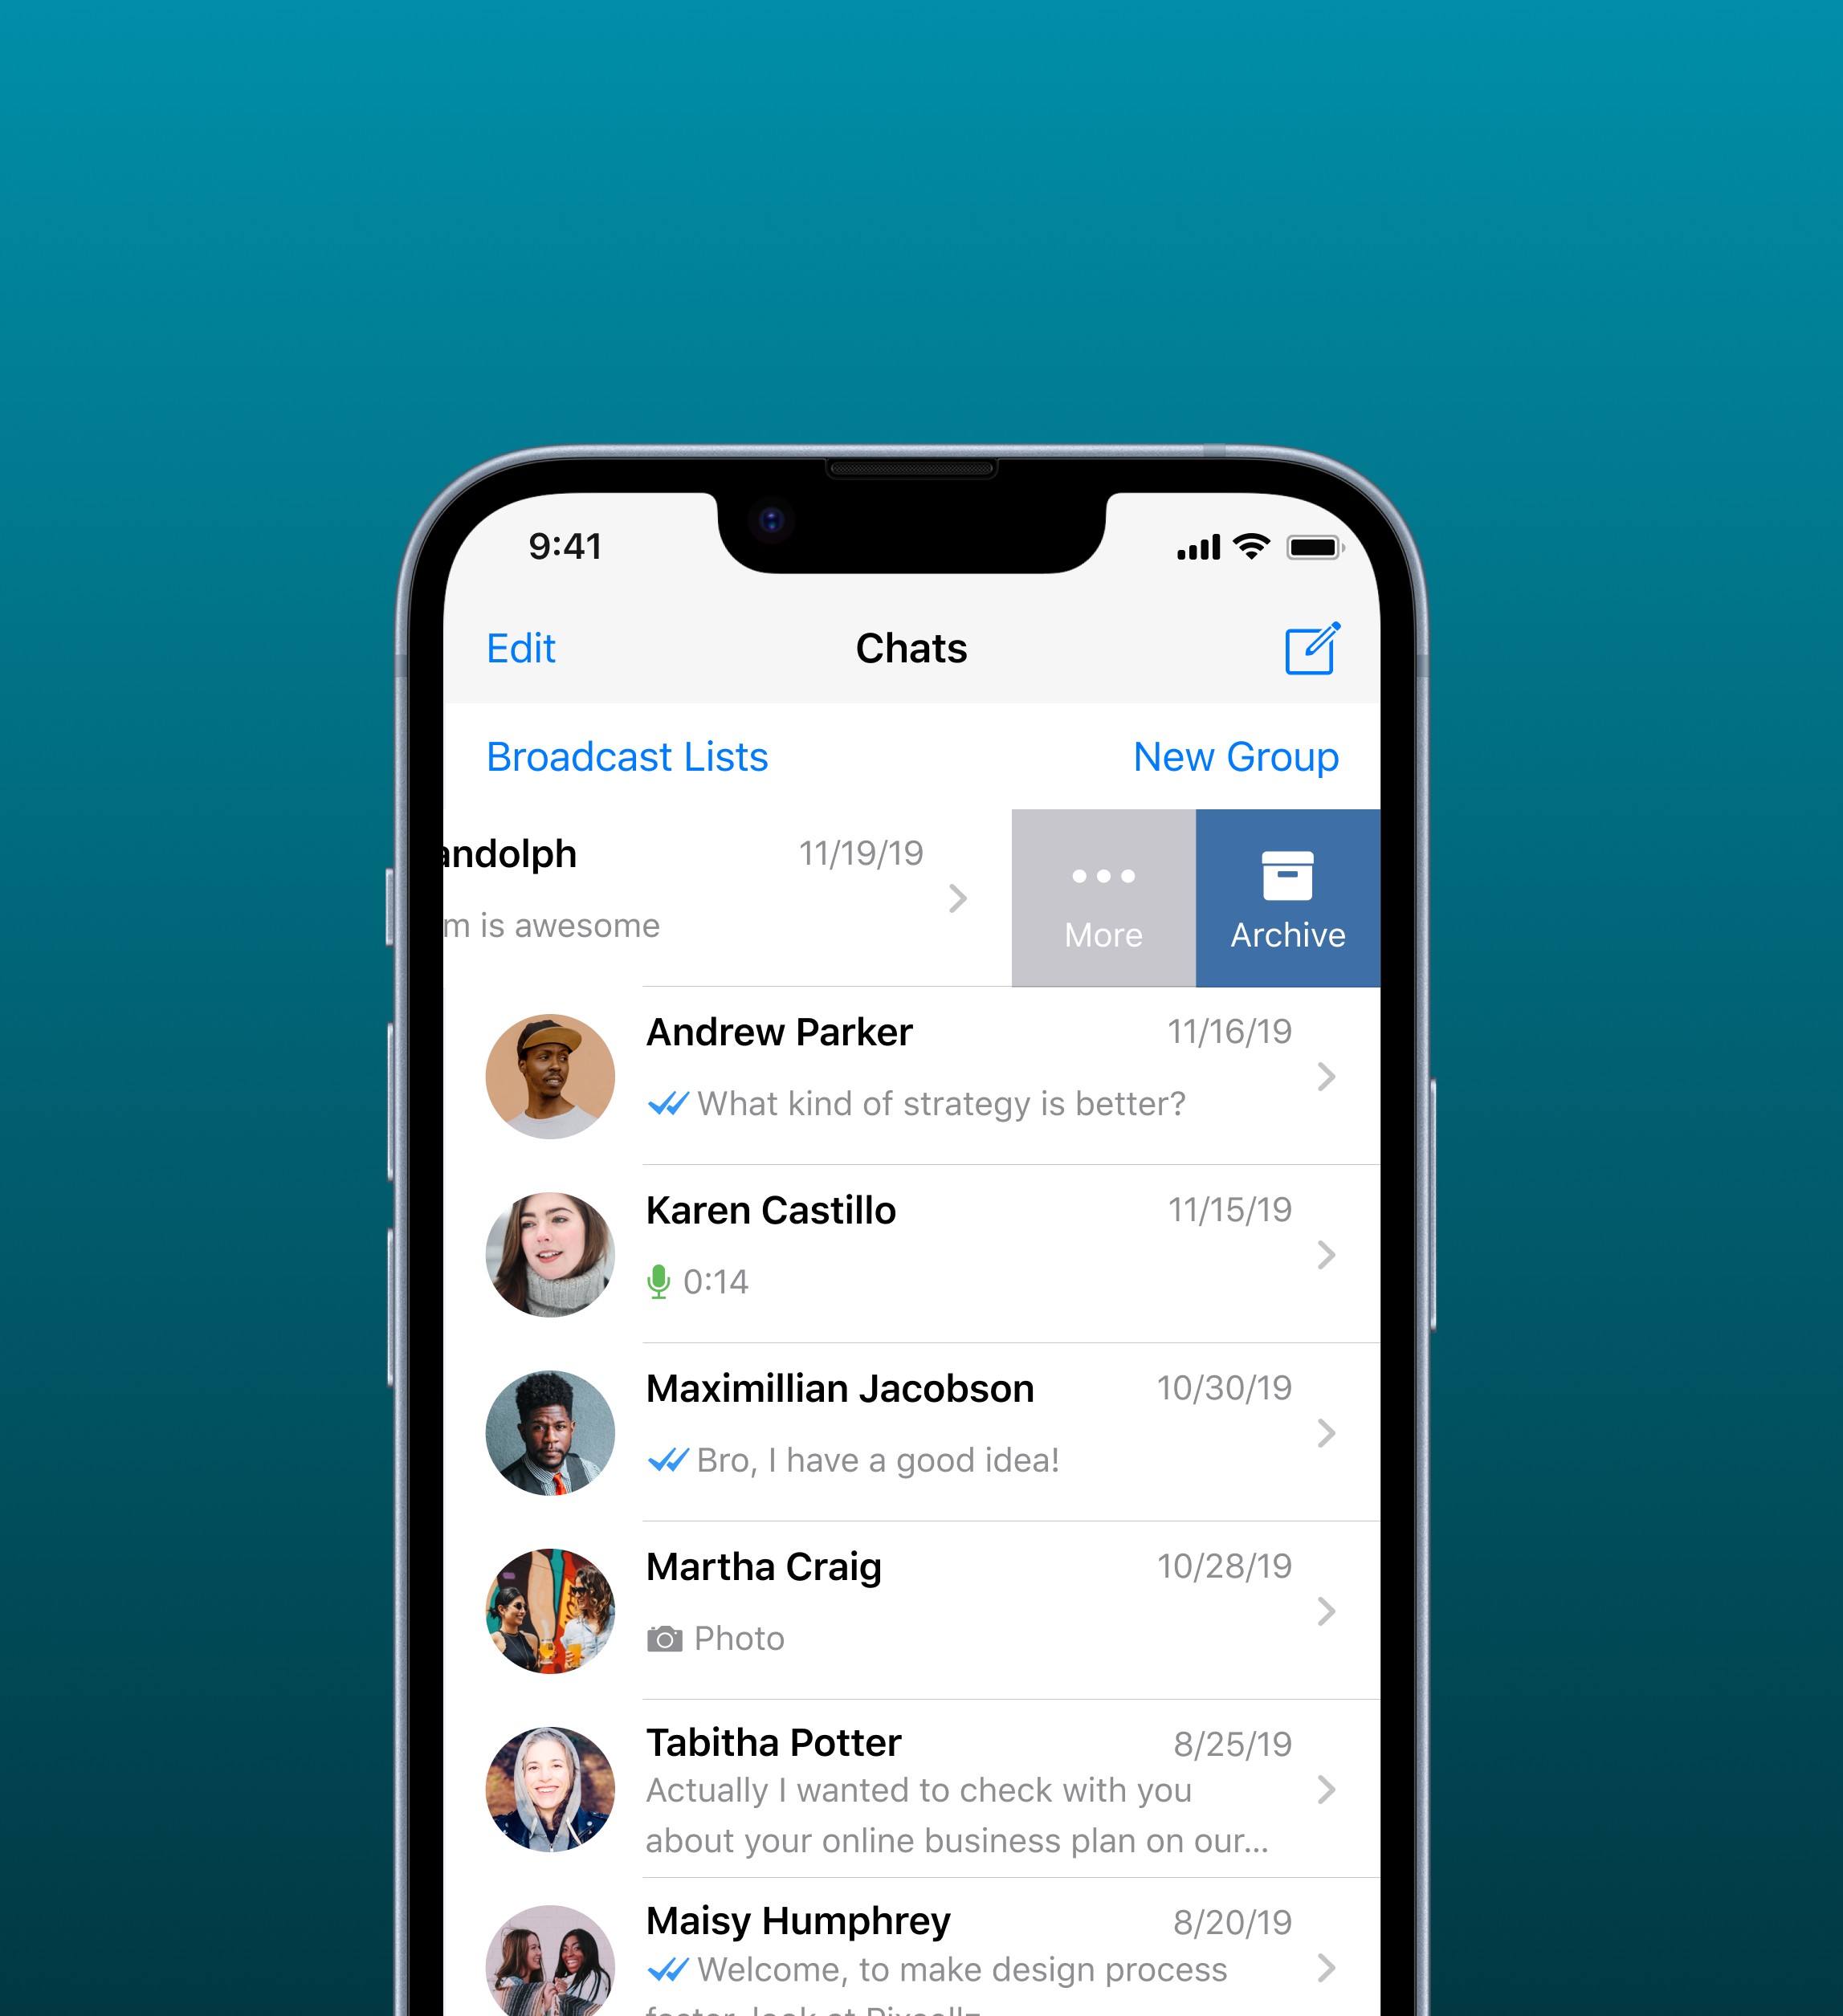 9:41
Edit Chats
Broadcast Lists New Group
andolph 11/19/19
m is awesome
More Archive
Andrew Parker 11/16/19
What kind of strategy is better?
Karen Castillo 11/15/19
0:14
Maximillian Jacobson 10/30/19
Bro, I have a good idea!
Martha Craig 10/28/19
Photo
Tabitha Potter 8/25/19
Actually I wanted to check with you
about your online business plan on our...
Maisy Humphrey 8/20/19
Welcome, to make design process